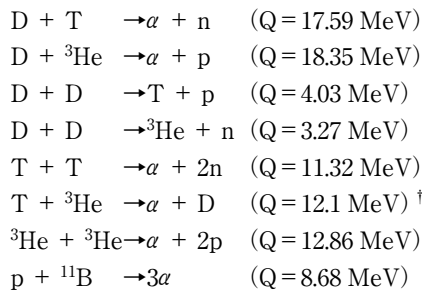 D + T →α + n (Q = 17.59 MeV)
D + ³He →α + p (Q = 18.35 MeV)
D + D →T + p (Q = 4.03 MeV)
D + D →³He + n (Q = 3.27 MeV)
T + T →α + 2n (Q = 11.32 MeV)
T + ³He →α + D (Q = 12.1 MeV) †
³He + ³He→α + 2p (Q = 12.86 MeV)
p + ¹¹B →3α (Q = 8.68 MeV)